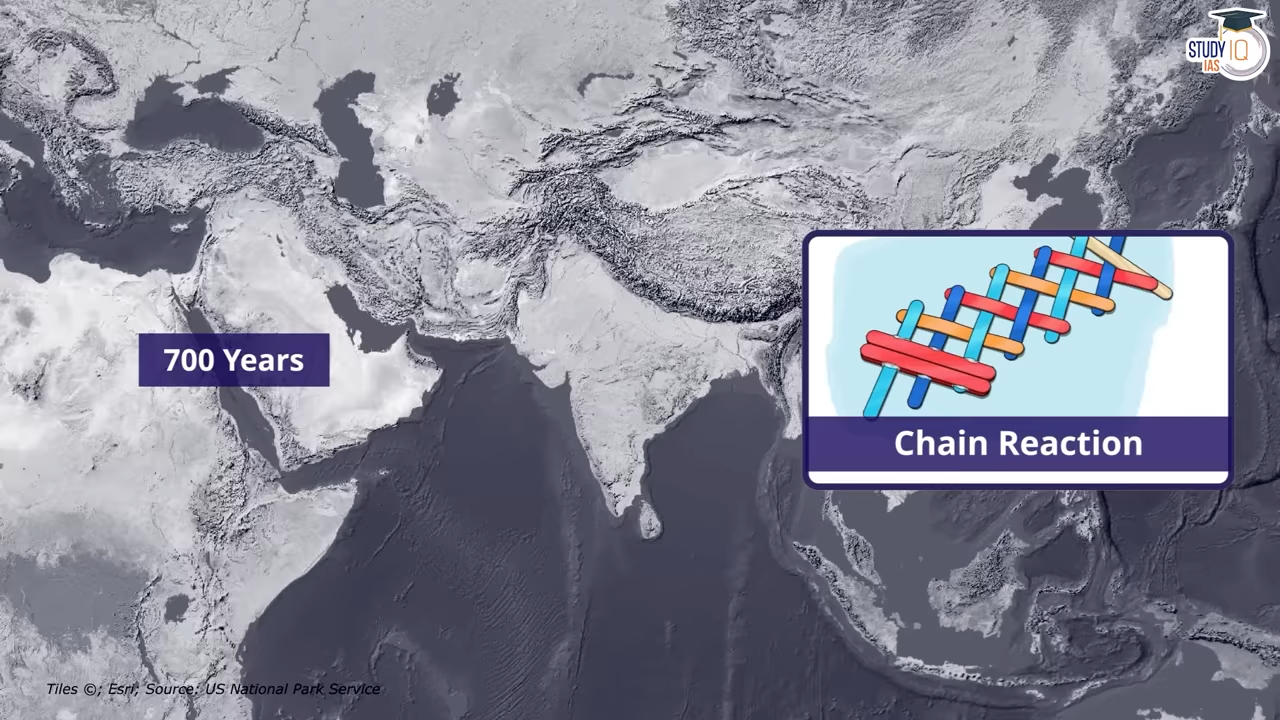 STUDY IQ
IAS
700 Years
Chain Reaction
Tiles ©; Esri; Source: US National Park Service